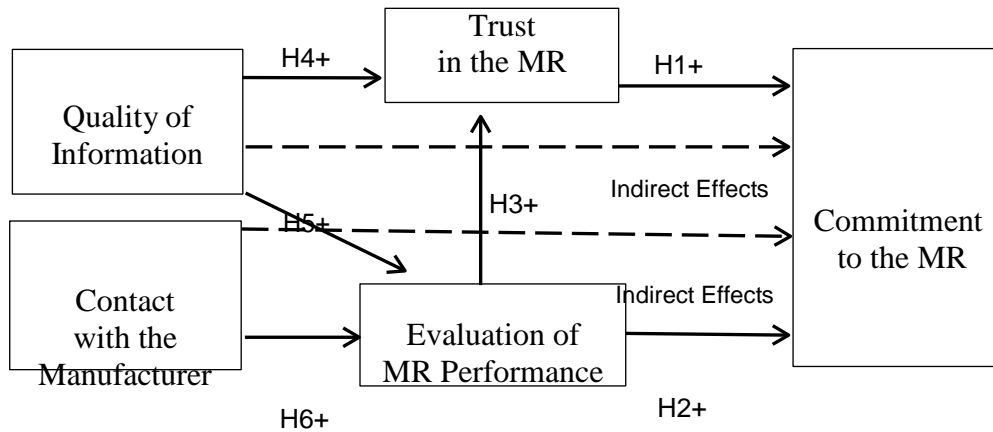 Trust
in the MR
H4+
H1+
Quality of
Information
Indirect Effects
H3+
H5+
Commitment
to the MR
Contact
with the
Manufacturer
Indirect Effects
Evaluation of
MR Performance
H6+
H2+